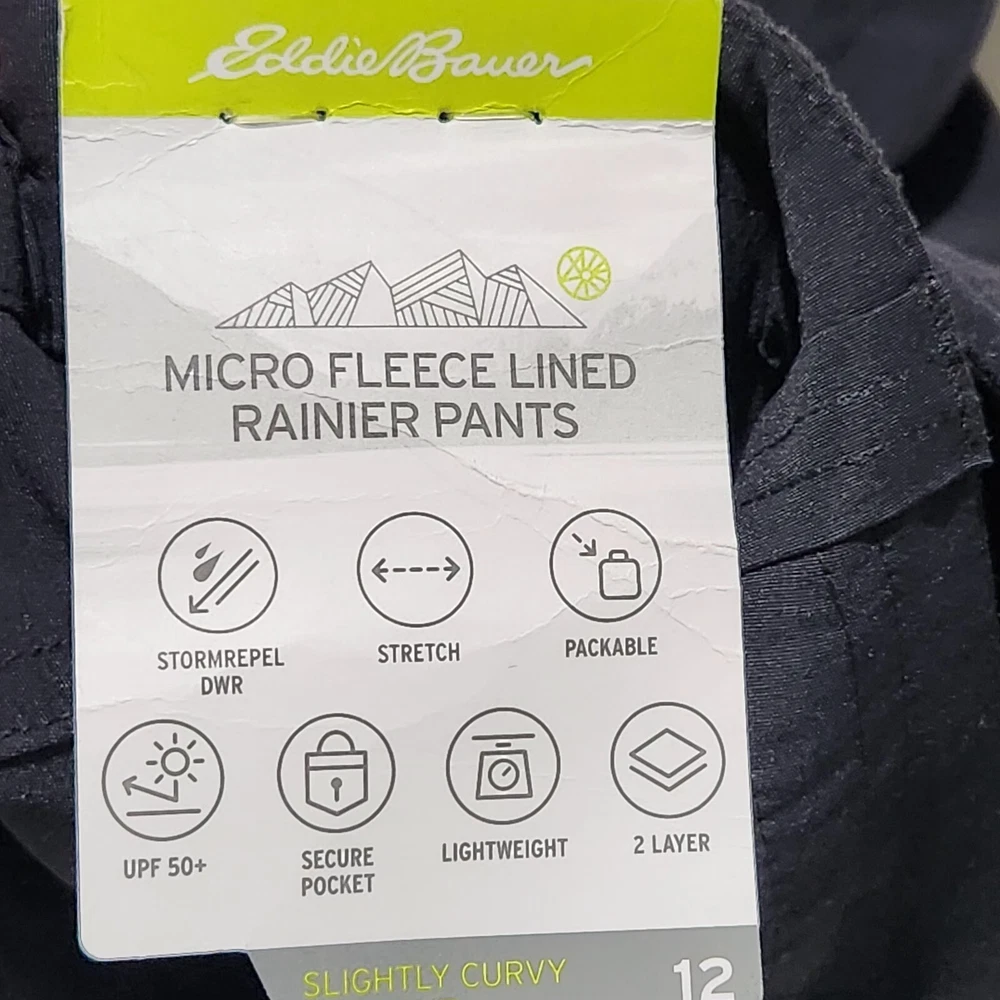 Eddie Bauer
MICRO FLEECE LINED
RAINIER PANTS
STORMREPEL
DWR
STRETCH
PACKABLE
UPF 50+
SECURE
POCKET
LIGHTWEIGHT
2 LAYER
SLIGHTLY CURVY
12